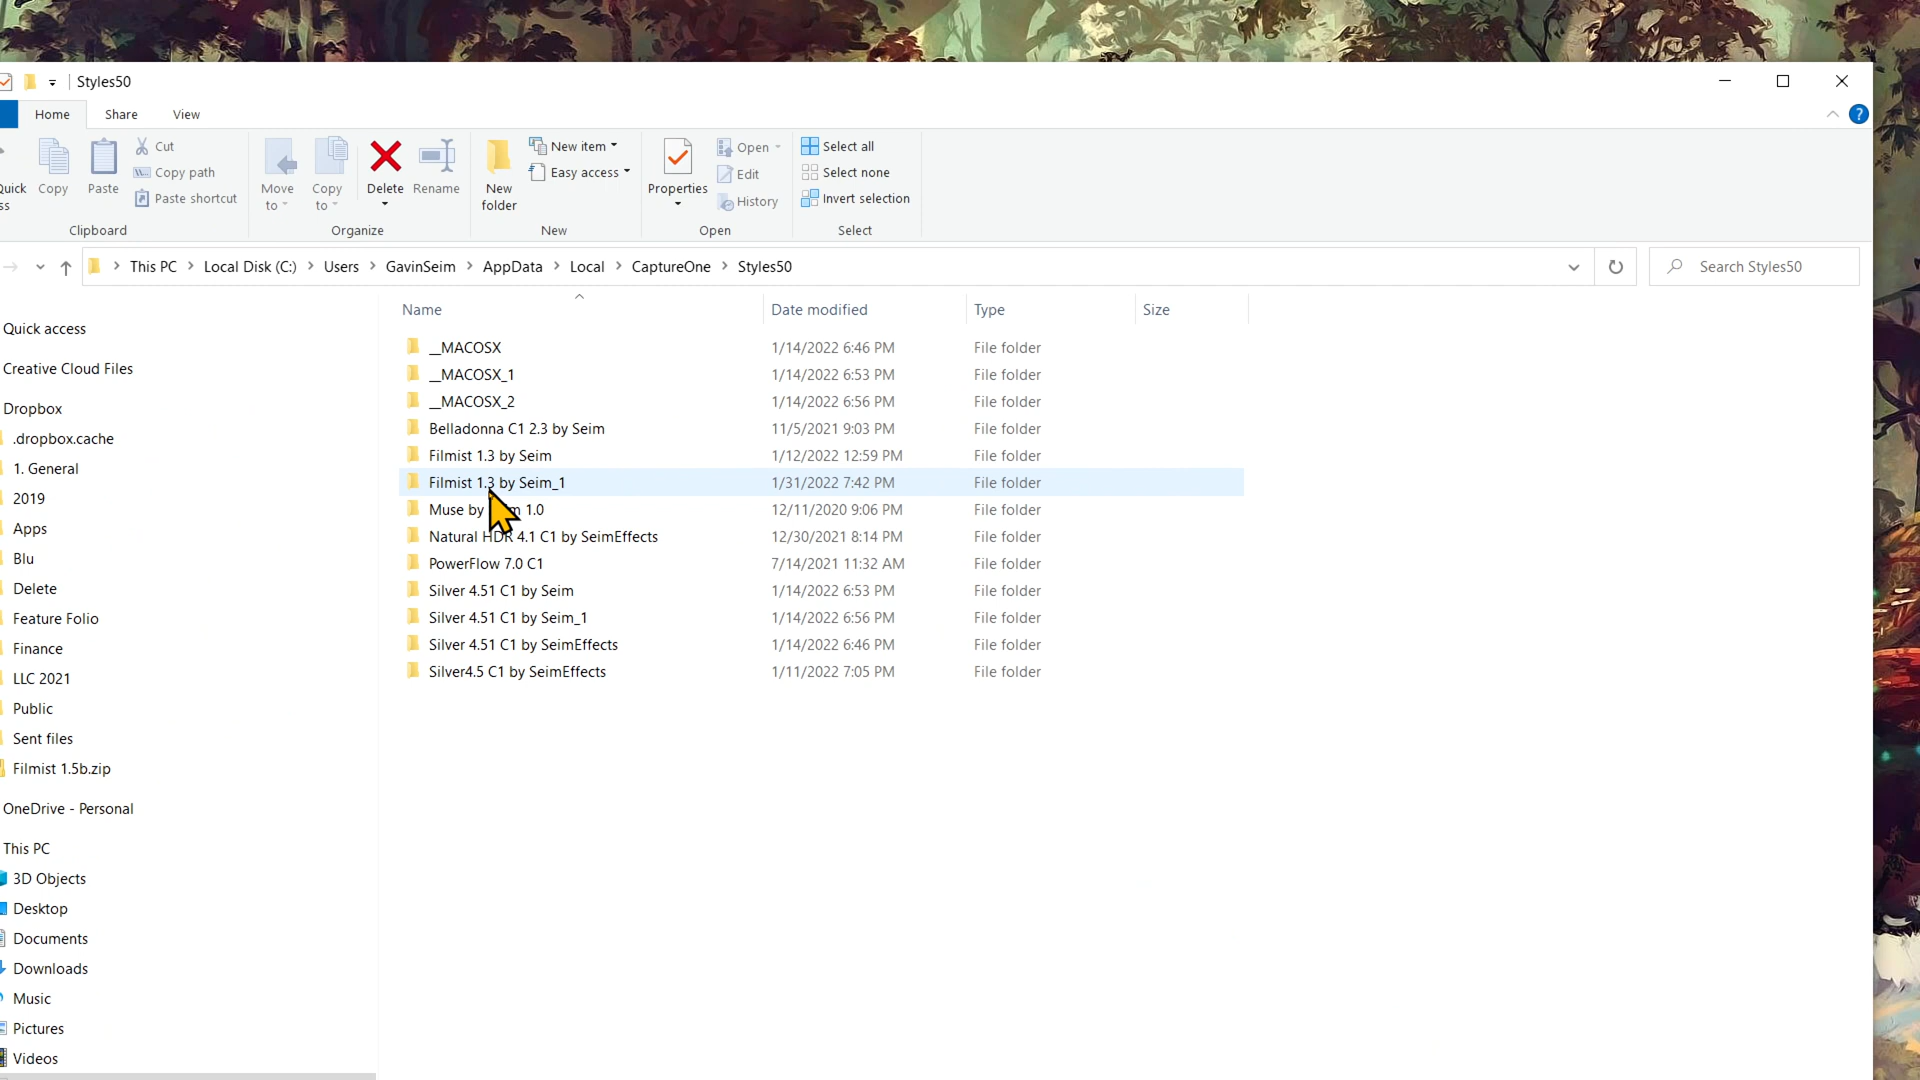 Styles50
Home Share View
Copy
Paste
Cut
Copy path
Paste shortcut
Clipboard
Move to
Copy to
Delete
Rename
Organize
New folder
New item
Easy access
New
Properties
Open
Edit
History
Open
Select all
Select none
Invert selection
Select
This PC Local Disk (C:) Users GavinSeim AppData Local CaptureOne Styles50
Search Styles50
Name Date modified Type Size
Quick access
Creative Cloud Files
Dropbox
.dropbox.cache
1. General
2019
Apps
Blu
Delete
Feature Folio
Finance
LLC 2021
Public
Sent files
Filmist 1.5b.zip
OneDrive - Personal
This PC
3D Objects
Desktop
Documents
Downloads
Music
Pictures
Videos
__MACOSX 1/14/2022 6:46 PM File folder
__MACOSX_1 1/14/2022 6:53 PM File folder
__MACOSX_2 1/14/2022 6:56 PM File folder
Belladonna C1 2.3 by Seim 11/5/2021 9:03 PM File folder
Filmist 1.3 by Seim 1/12/2022 12:59 PM File folder
Filmist 1.3 by Seim_1 1/31/2022 7:42 PM File folder
Muse by 1.0 12/11/2020 9:06 PM File folder
Natural HDR 4.1 C1 by SeimEffects 12/30/2021 8:14 PM File folder
PowerFlow 7.0 C1 7/14/2021 11:32 AM File folder
Silver 4.51 C1 by Seim 1/14/2022 6:53 PM File folder
Silver 4.51 C1 by Seim_1 1/14/2022 6:56 PM File folder
Silver 4.51 C1 by SeimEffects 1/14/2022 6:46 PM File folder
Silver4.5 C1 by SeimEffects 1/11/2022 7:05 PM File folder